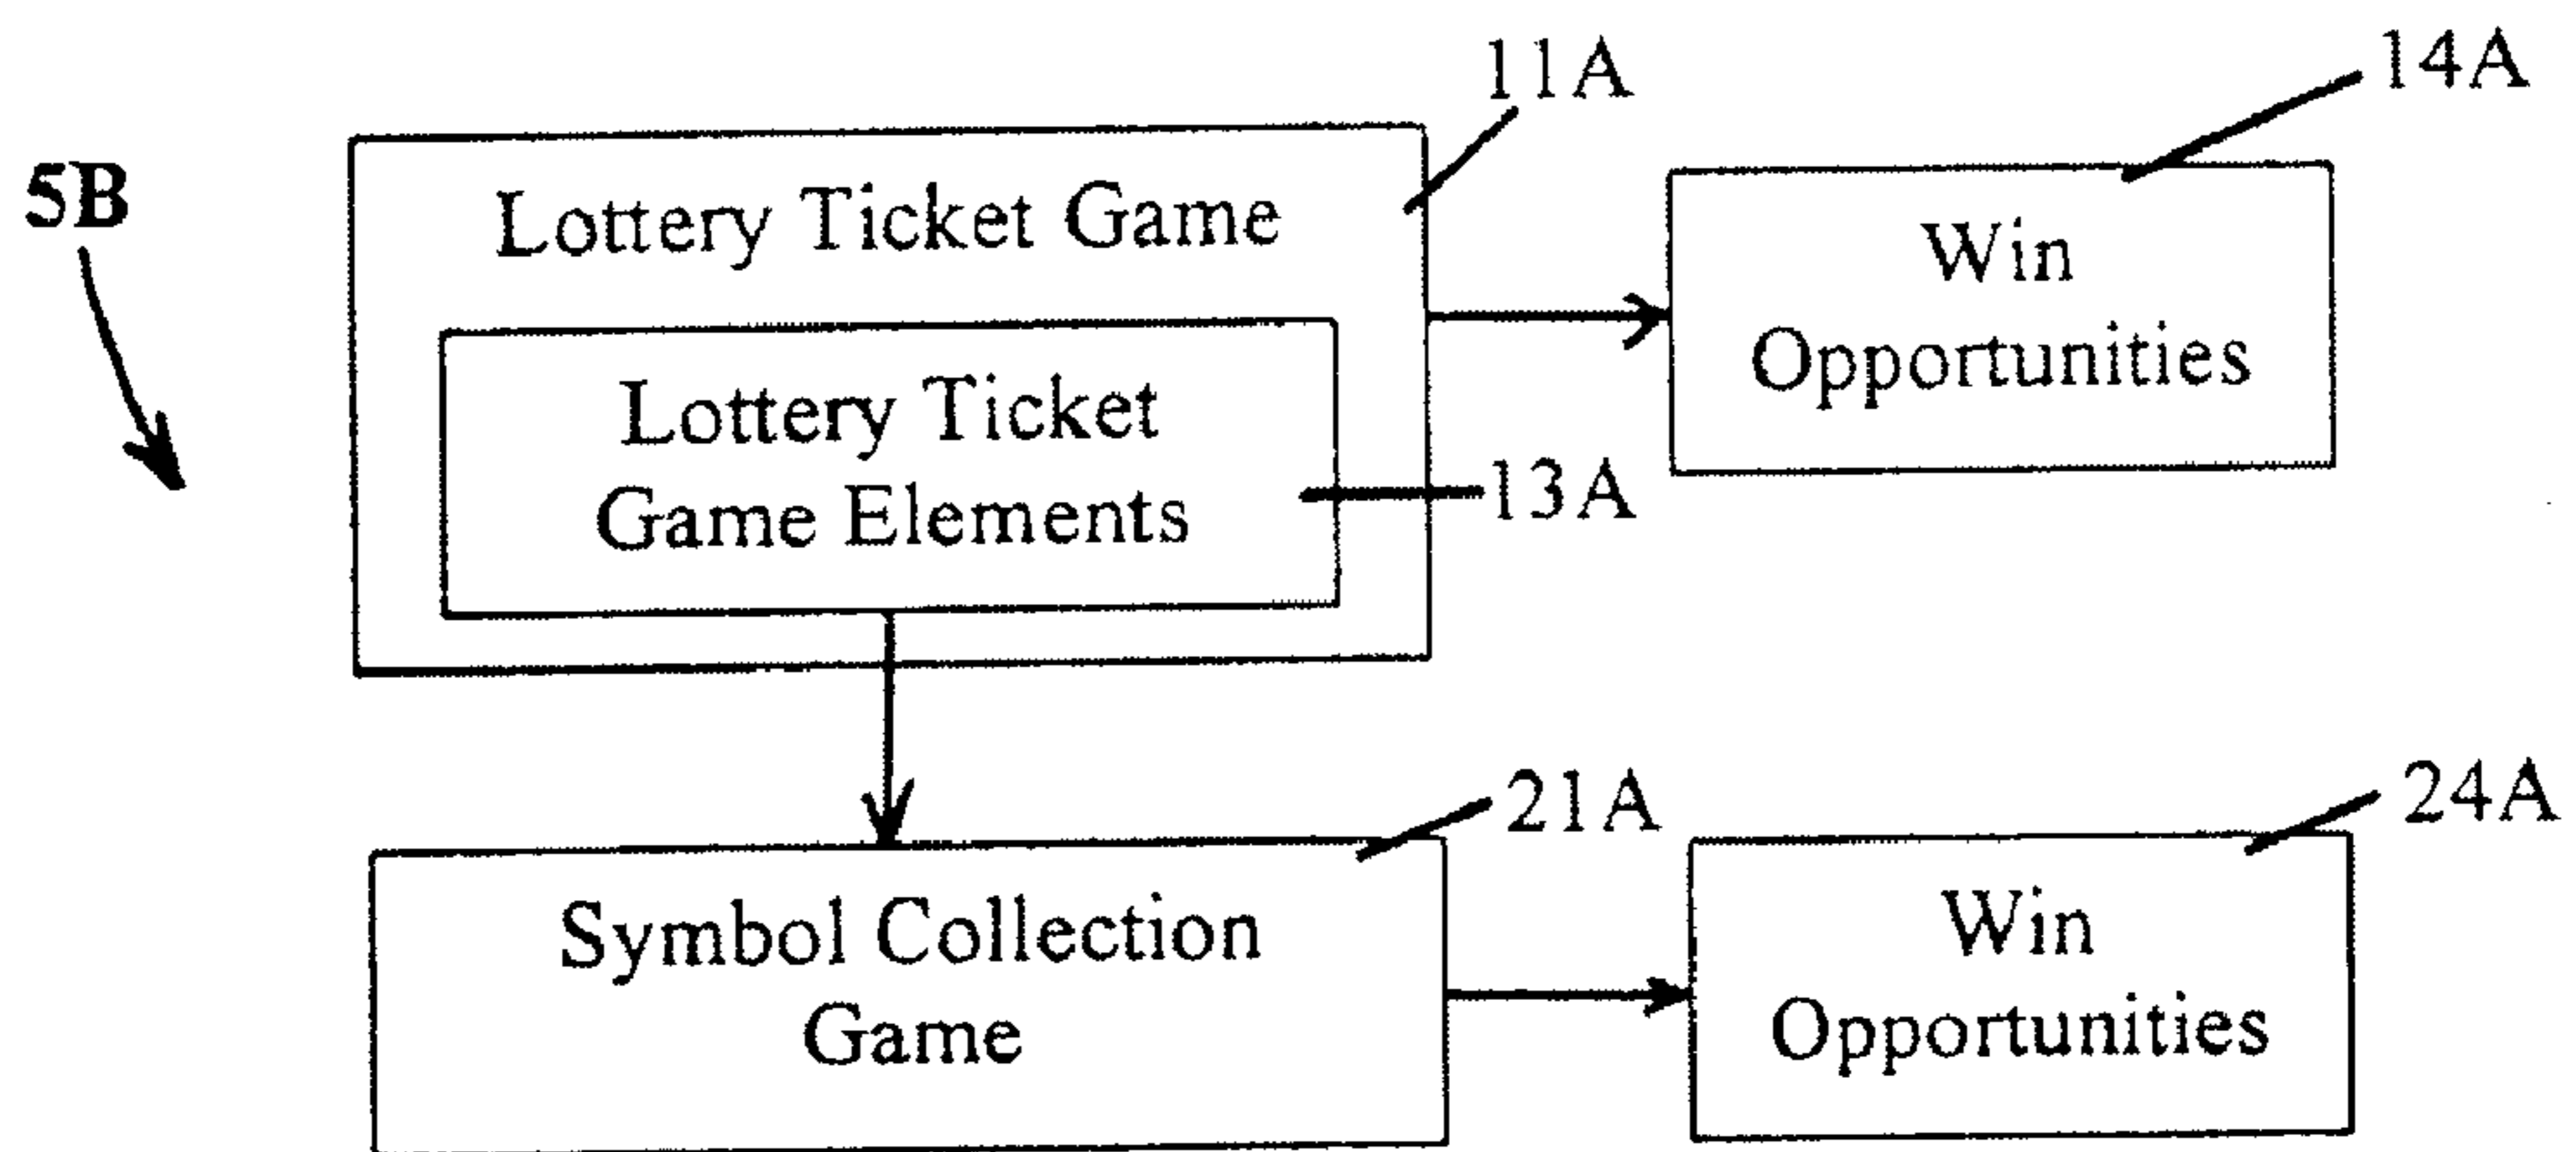 5B
11A
14A
Lottery Ticket Game
Win
Opportunities
Lottery Ticket
Game Elements
13A
21A
24A
Symbol Collection
Game
Win
Opportunities